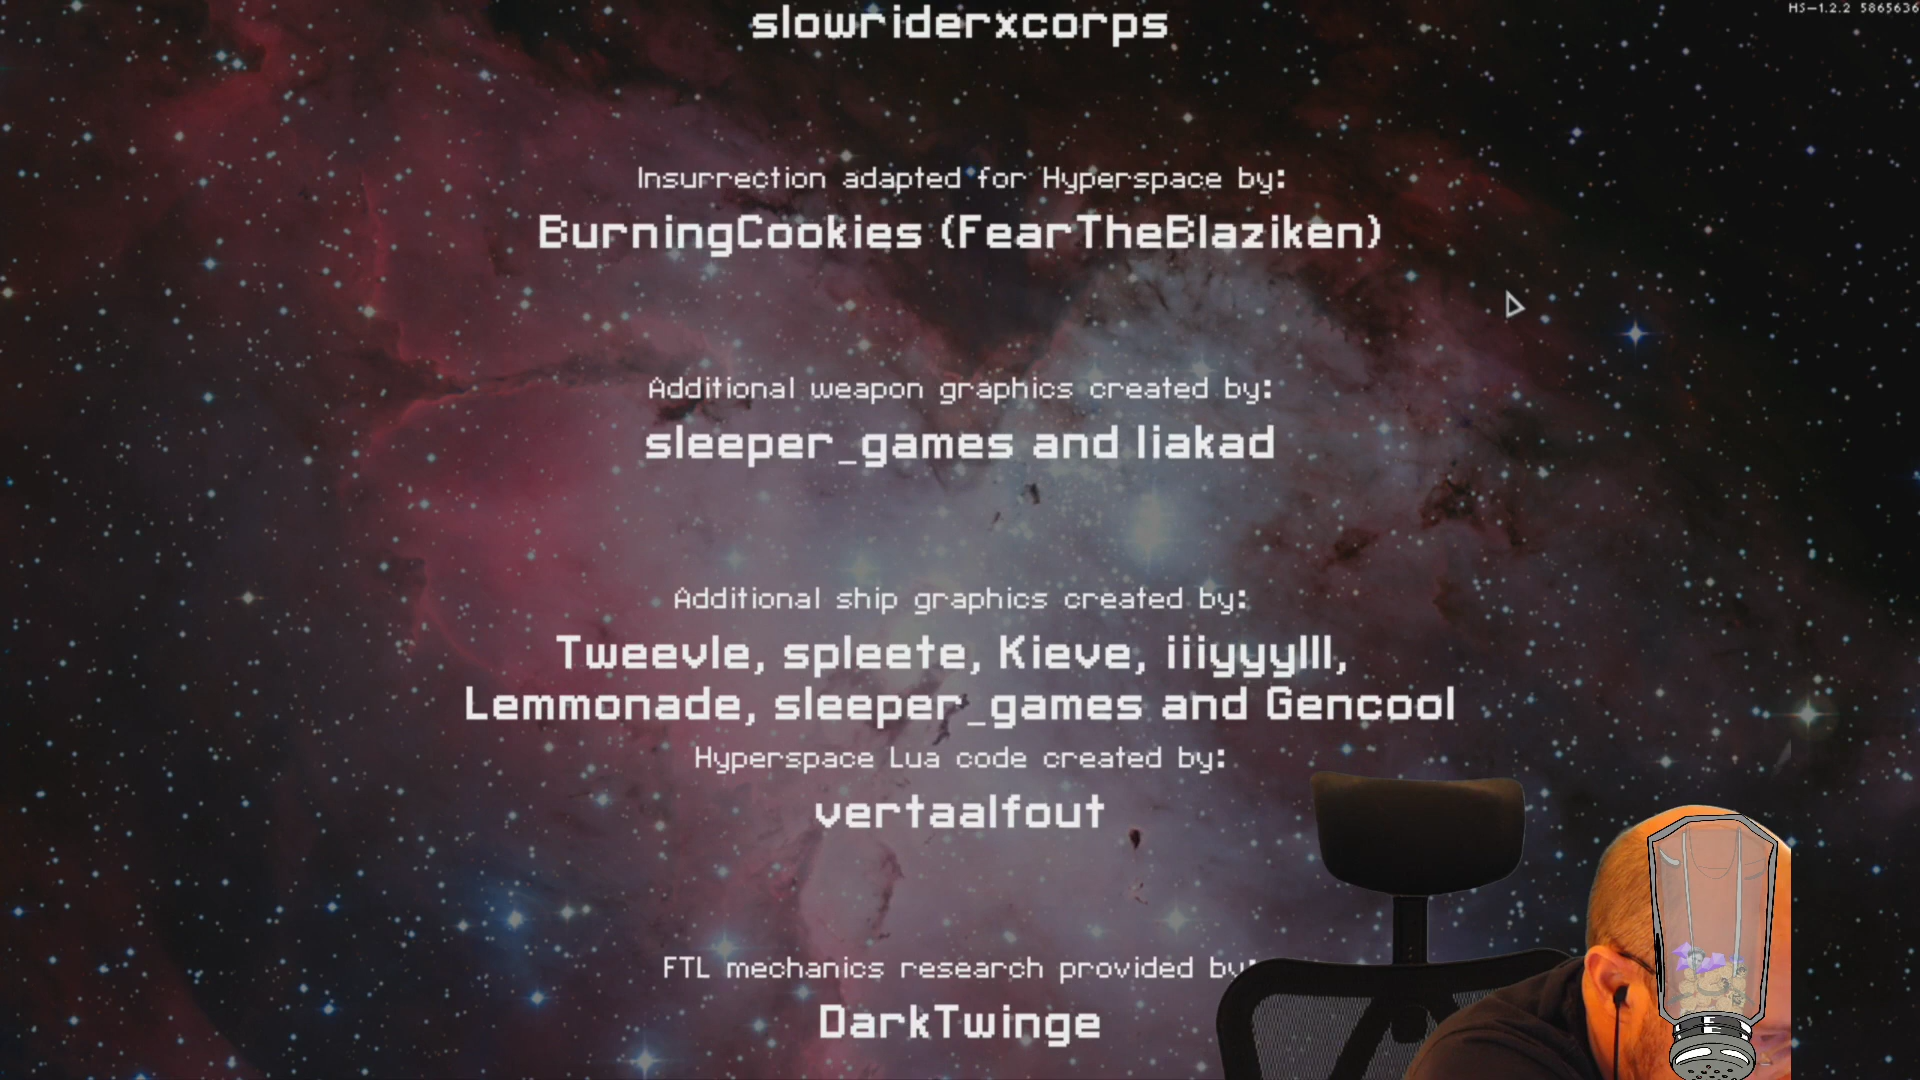 slowriderxcorps
HS-1.2.2 5865636
Insurrection adapted for Hyperspace by:
BurningCookies (FearTheBlaziken)
Additional weapon graphics created by:
sleeper_games and liakad
Additional ship graphics created by:
Tweevle, spleete, Kieve, iiiyyylll,
Lemmonade, sleeper_games and Gencool
Hyperspace Lua code created by:
vertaalfout
FTL mechanics research provided by:
DarkTwinge